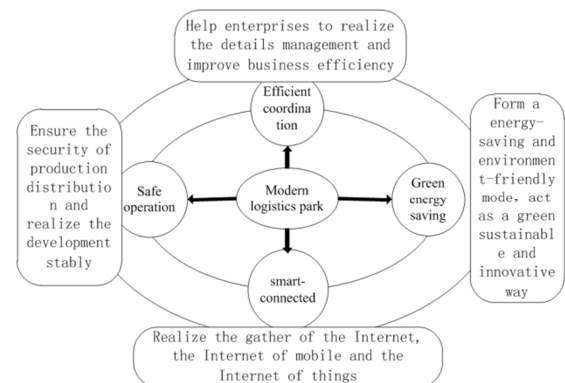 Help enterprises to realize
the details management and
improve business efficiency
Efficient
coordina
tion
Ensure the
security of
production
distributio
n and
realize the
development
stably
Safe
operation
Modern
logistics park
Green
energy
saving
Form a
energy-
saving and
environmen
t-friendly
mode, act
as a green
sustainabl
e and
innovative
way
smart-
connected
Realize the gather of the Internet,
the Internet of mobile and the
Internet of things